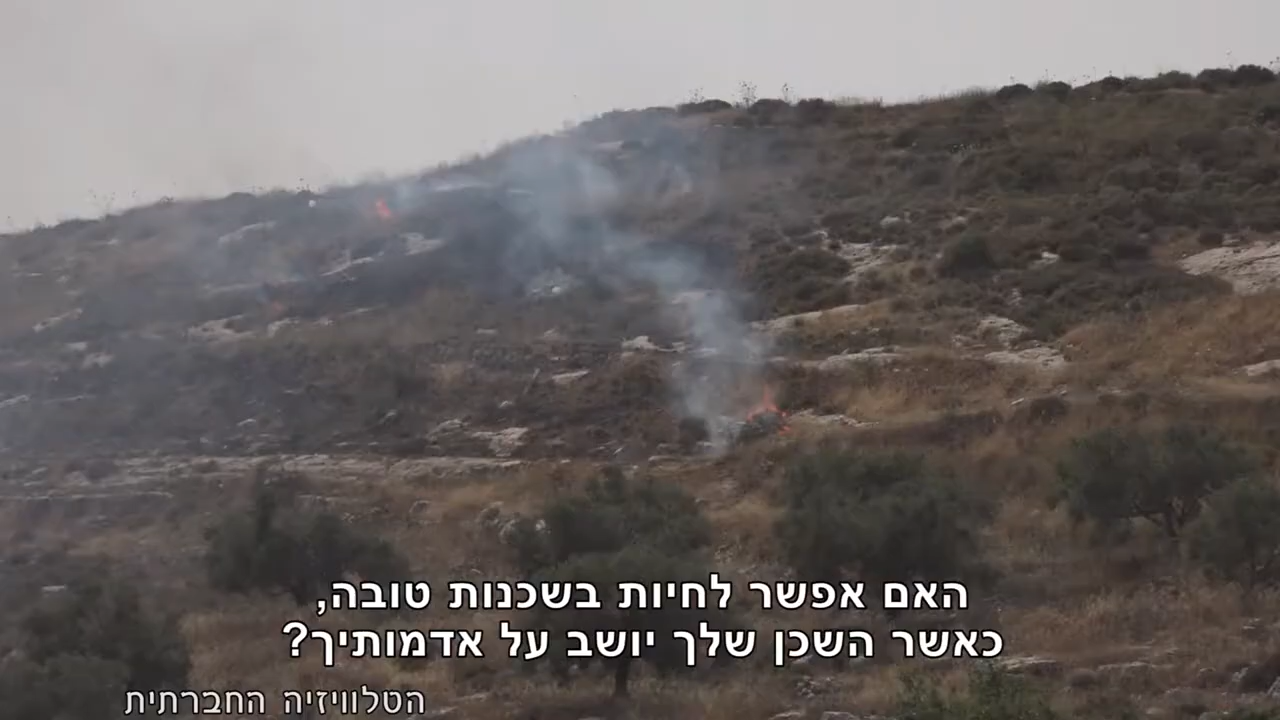 האם אפשר לחיות בשכנות טובה,
כאשר השכן שלך יושב על אדמותיך?
הטלוויזיה החברתית